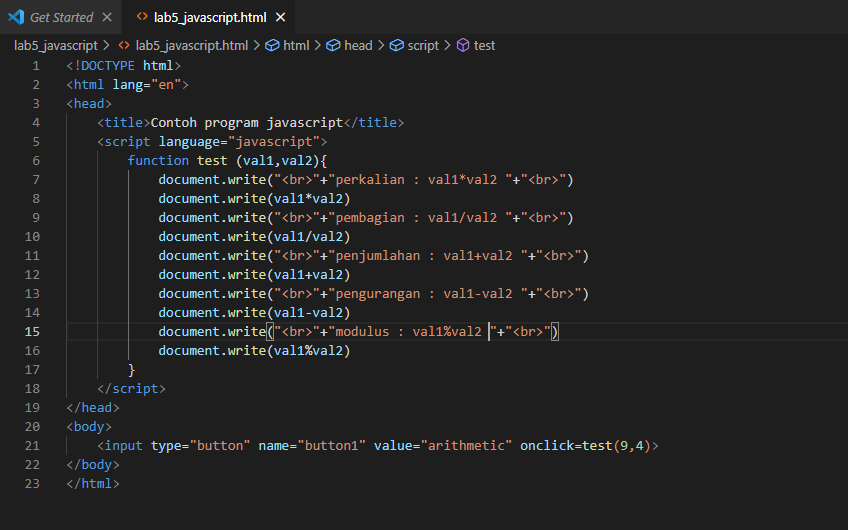 Get Started lab5_javascript.html
lab5_javascript > lab5_javascript.html > html > head > script > test
1 <!DOCTYPE html>
2 <html lang="en">
3 <head>
4 <title>Contoh program javascript</title>
5 <script language="javascript">
6 function test (val1,val2){
7 document.write("<br>"+"perkalian : val1*val2 "+"<br>")
8 document.write(val1*val2)
9 document.write("<br>"+"pembagian : val1/val2 "+"<br>")
10 document.write(val1/val2)
11 document.write("<br>"+"penjumlahan : val1+val2 "+"<br>")
12 document.write(val1+val2)
13 document.write("<br>"+"pengurangan : val1-val2 "+"<br>")
14 document.write(val1-val2)
15 document.write("<br>"+"modulus : val1%val2 "+"<br>")
16 document.write(val1%val2)
17 }
18 </script>
19 </head>
20 <body>
21 <input type="button" name="button1" value="arithmetic" onclick=test(9,4)>
22 </body>
23 </html>